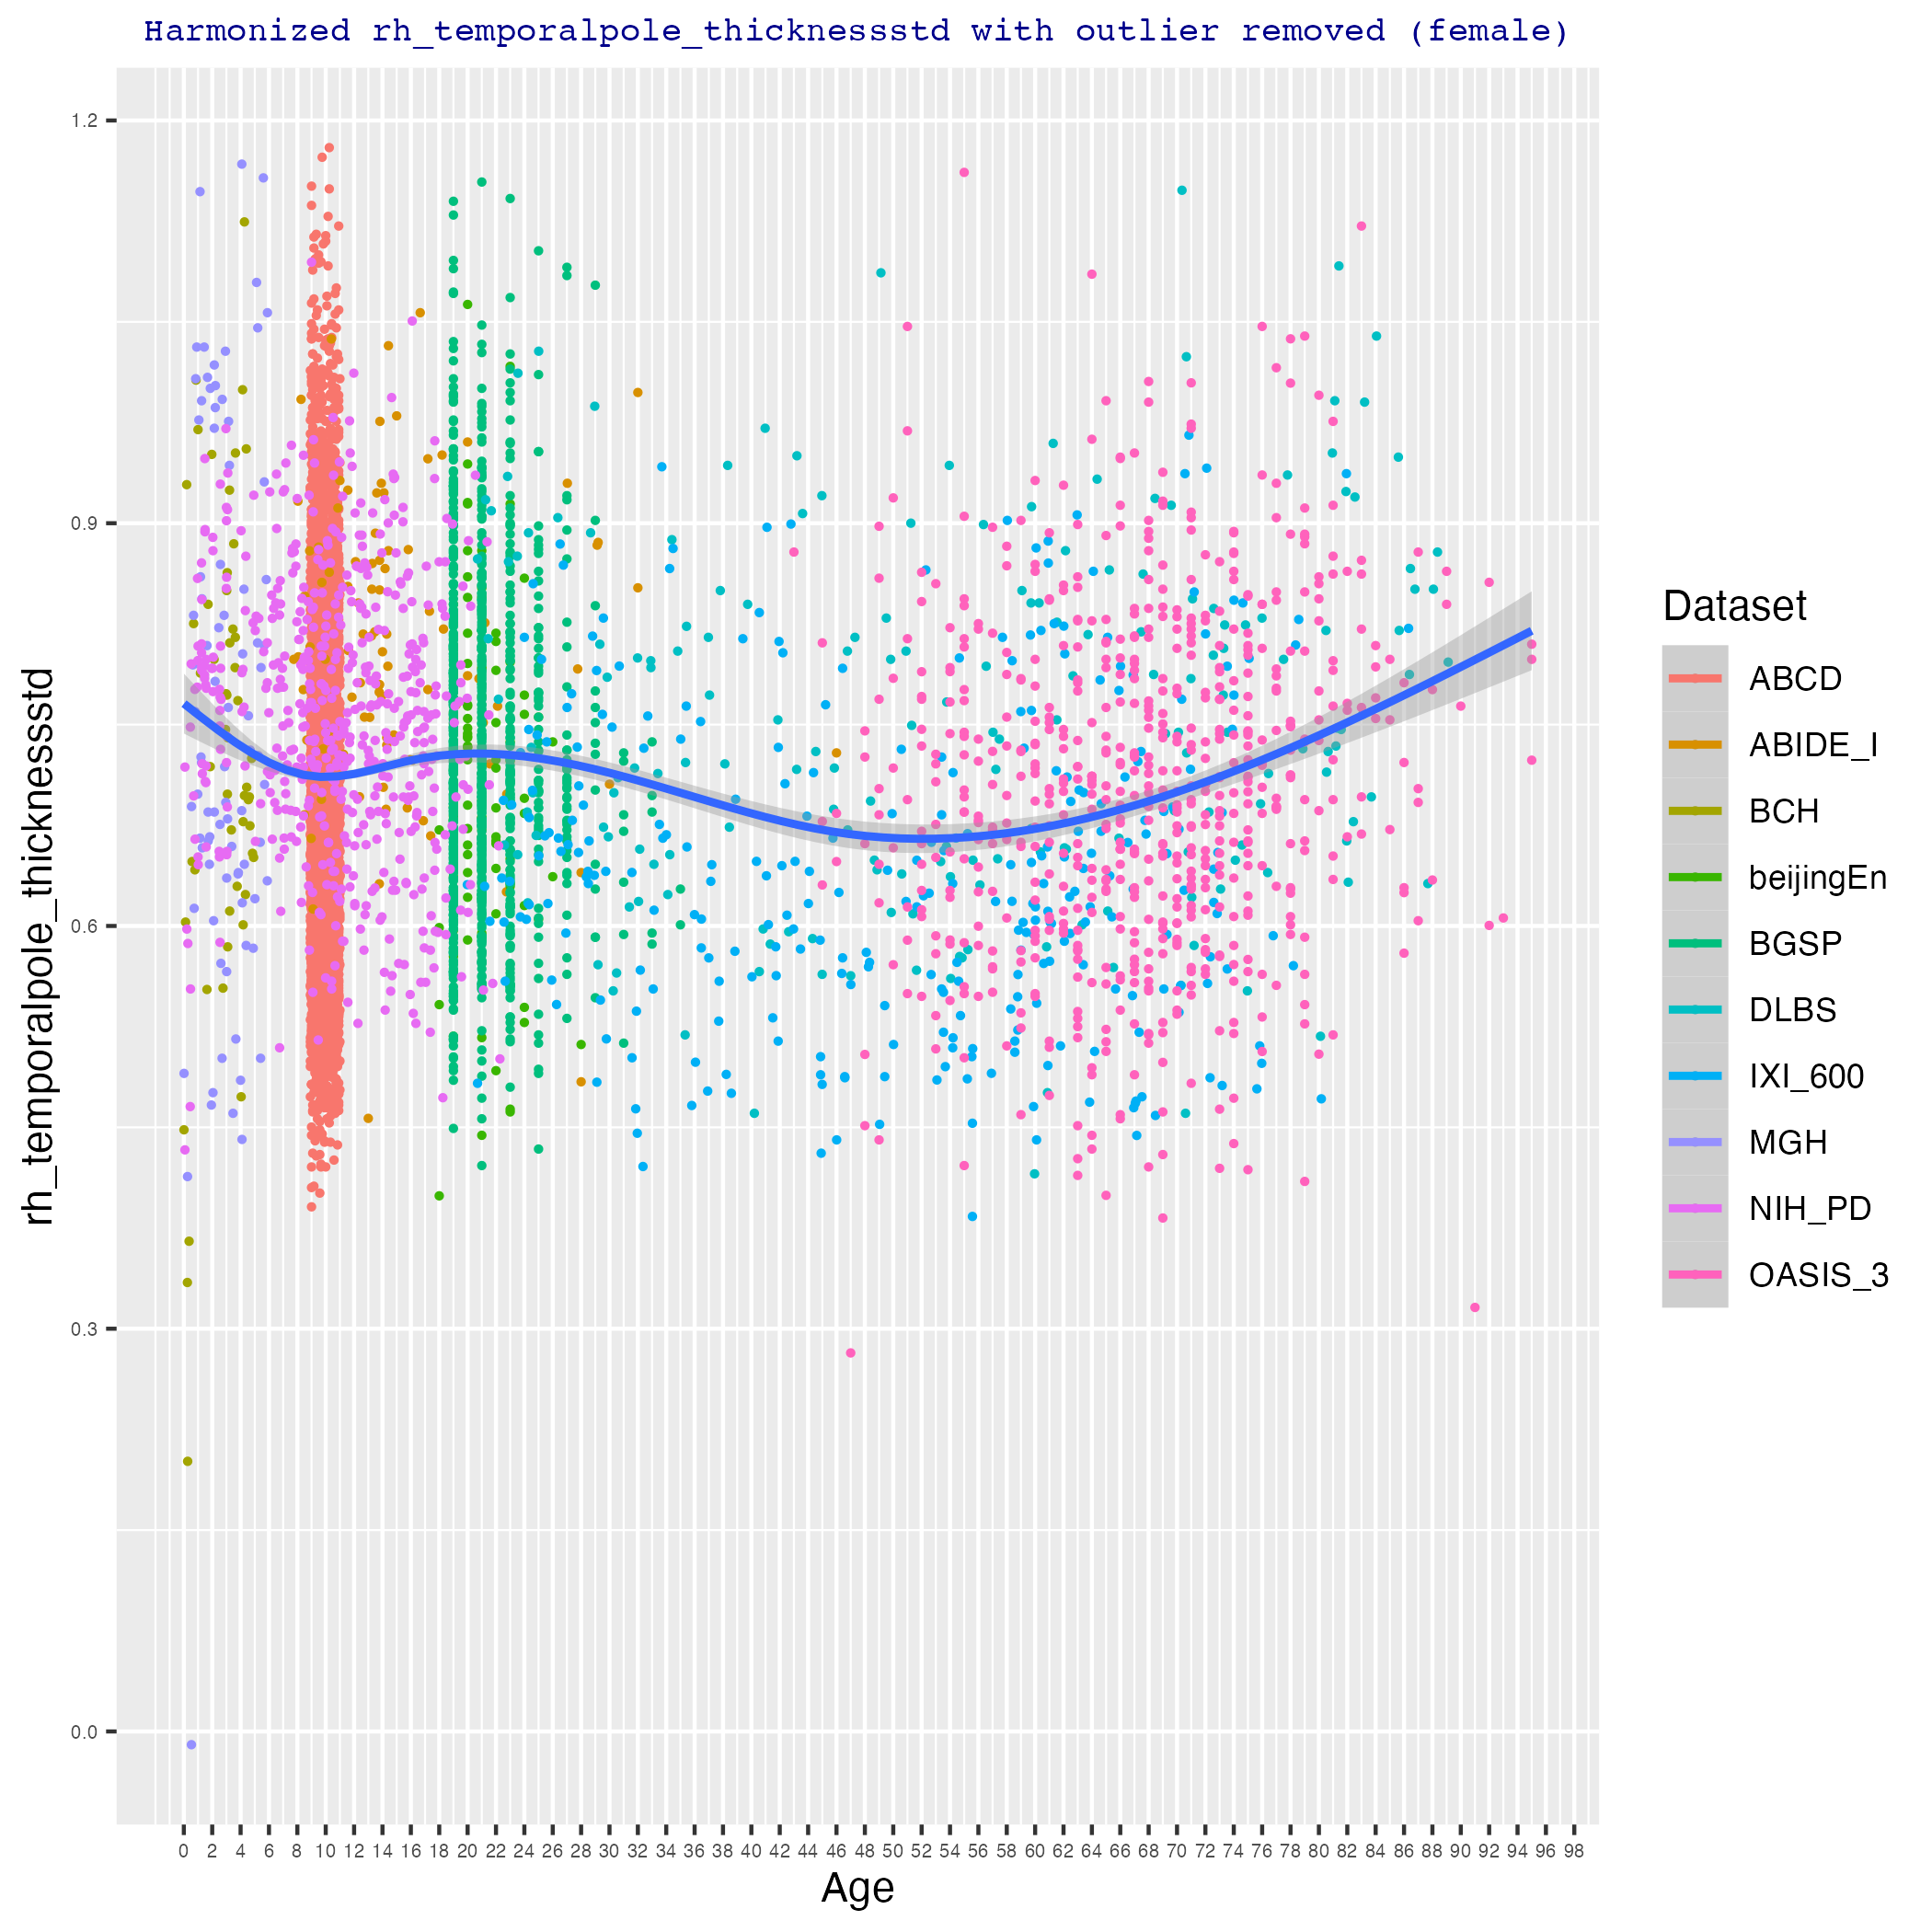 Harmonized rh_temporalpole_thicknessstd with outlier removed (female)
rh_temporalpole_thicknessstd
1.2
0.9
0.6
0.3
0.0
0 2 4 6 8 10 12 14 16 18 20 22 24 26 28 30 32 34 36 38 40 42 44 46 48 50 52 54 56 58 60 62 64 66 68 70 72 74 76 78 80 82 84 86 88 90 92 94 96 98
Age
Dataset
ABCD
ABIDE_I
BCH
beijingEn
BGSP
DLBS
IXI_600
MGH
NIH_PD
OASIS_3